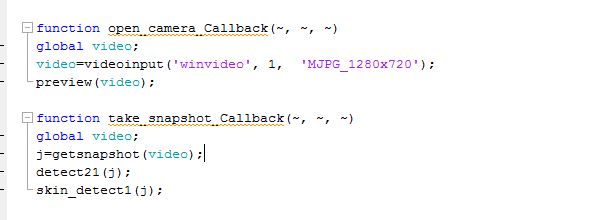 function open_camera_Callback(~, ~, ~)
global video;
video=videoinput('winvideo', 1,  'MJPG_1280x720');
preview(video);
function take_snapshot_Callback(~, ~, ~)
global video;
j=getsnapshot(video);
detect21(j);
skin_detect1(j);